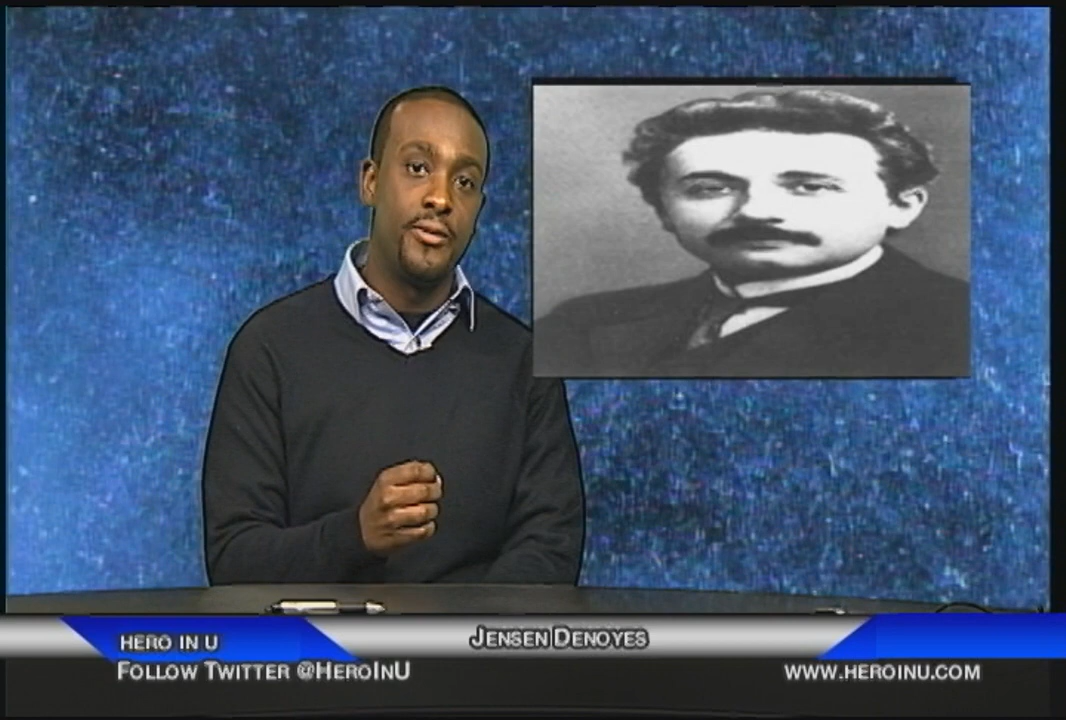 HERO IN U
JENSEN DENOYES
FOLLOW TWITTER @HEROINU
WWW.HEROINU.COM